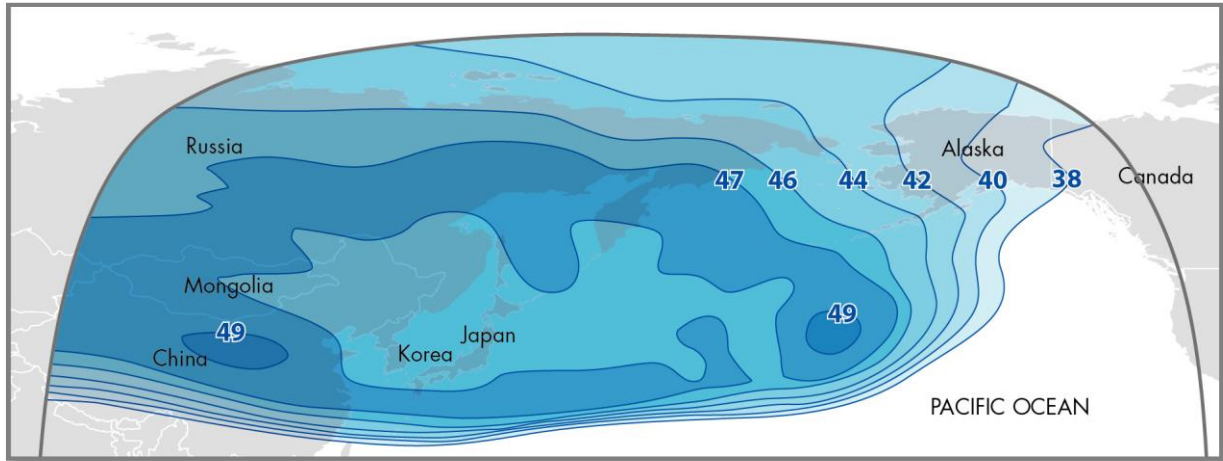 Russia
Alaska
47 46 44 42 40 38
Canada
Mongolia
49
49
China
Korea
Japan
PACIFIC OCEAN